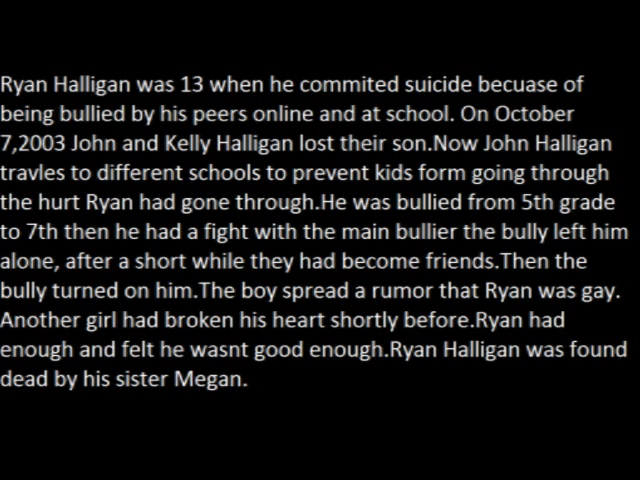 Ryan Halligan was 13 when he commited suicide becuase of
being bullied by his peers online and at school. On October
7,2003 John and Kelly Halligan lost their son.Now John Halligan
travles to different schools to prevent kids form going through
the hurt Ryan had gone through.He was bullied from 5th grade
to 7th then he had a fight with the main bullier the bully left him
alone, after a short while they had become friends.Then the
bully turned on him.The boy spread a rumor that Ryan was gay.
Another girl had broken his heart shortly before.Ryan had
enough and felt he wasnt good enough.Ryan Halligan was found
dead by his sister Megan.